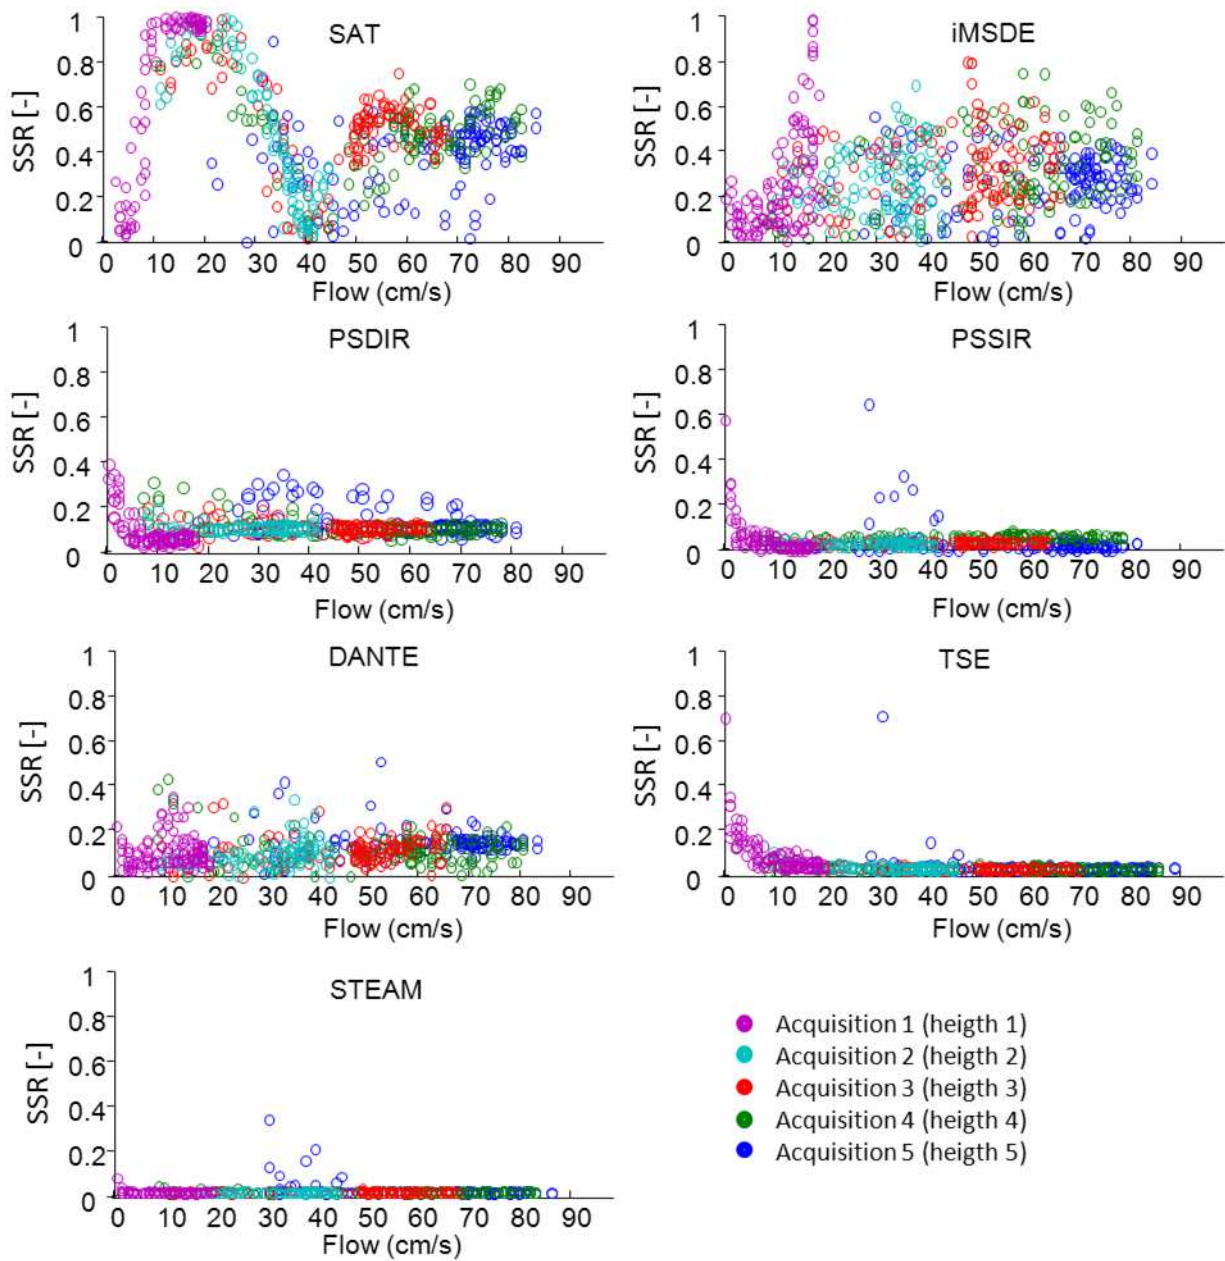 SAT
SSR [-]
1
0.8
0.6
0.4
0.2
0
0 10 20 30 40 50 60 70 80 90
Flow (cm/s)
iMSDE
SSR [-]
1
0.8
0.6
0.4
0.2
0
0 10 20 30 40 50 60 70 80 90
Flow (cm/s)
PSDIR
SSR [-]
1
0.8
0.6
0.4
0.2
0
0 10 20 30 40 50 60 70 80 90
Flow (cm/s)
PSSIR
SSR [-]
1
0.8
0.6
0.4
0.2
0
0 10 20 30 40 50 60 70 80 90
Flow (cm/s)
DANTE
SSR [-]
1
0.8
0.6
0.4
0.2
0
0 10 20 30 40 50 60 70 80 90
Flow (cm/s)
TSE
SSR [-]
1
0.8
0.6
0.4
0.2
0
0 10 20 30 40 50 60 70 80 90
Flow (cm/s)
STEAM
SSR [-]
1
0.8
0.6
0.4
0.2
0
0 10 20 30 40 50 60 70 80 90
Flow (cm/s)
Acquisition 1 (heigth 1)
Acquisition 2 (heigth 2)
Acquisition 3 (heigth 3)
Acquisition 4 (heigth 4)
Acquisition 5 (heigth 5)